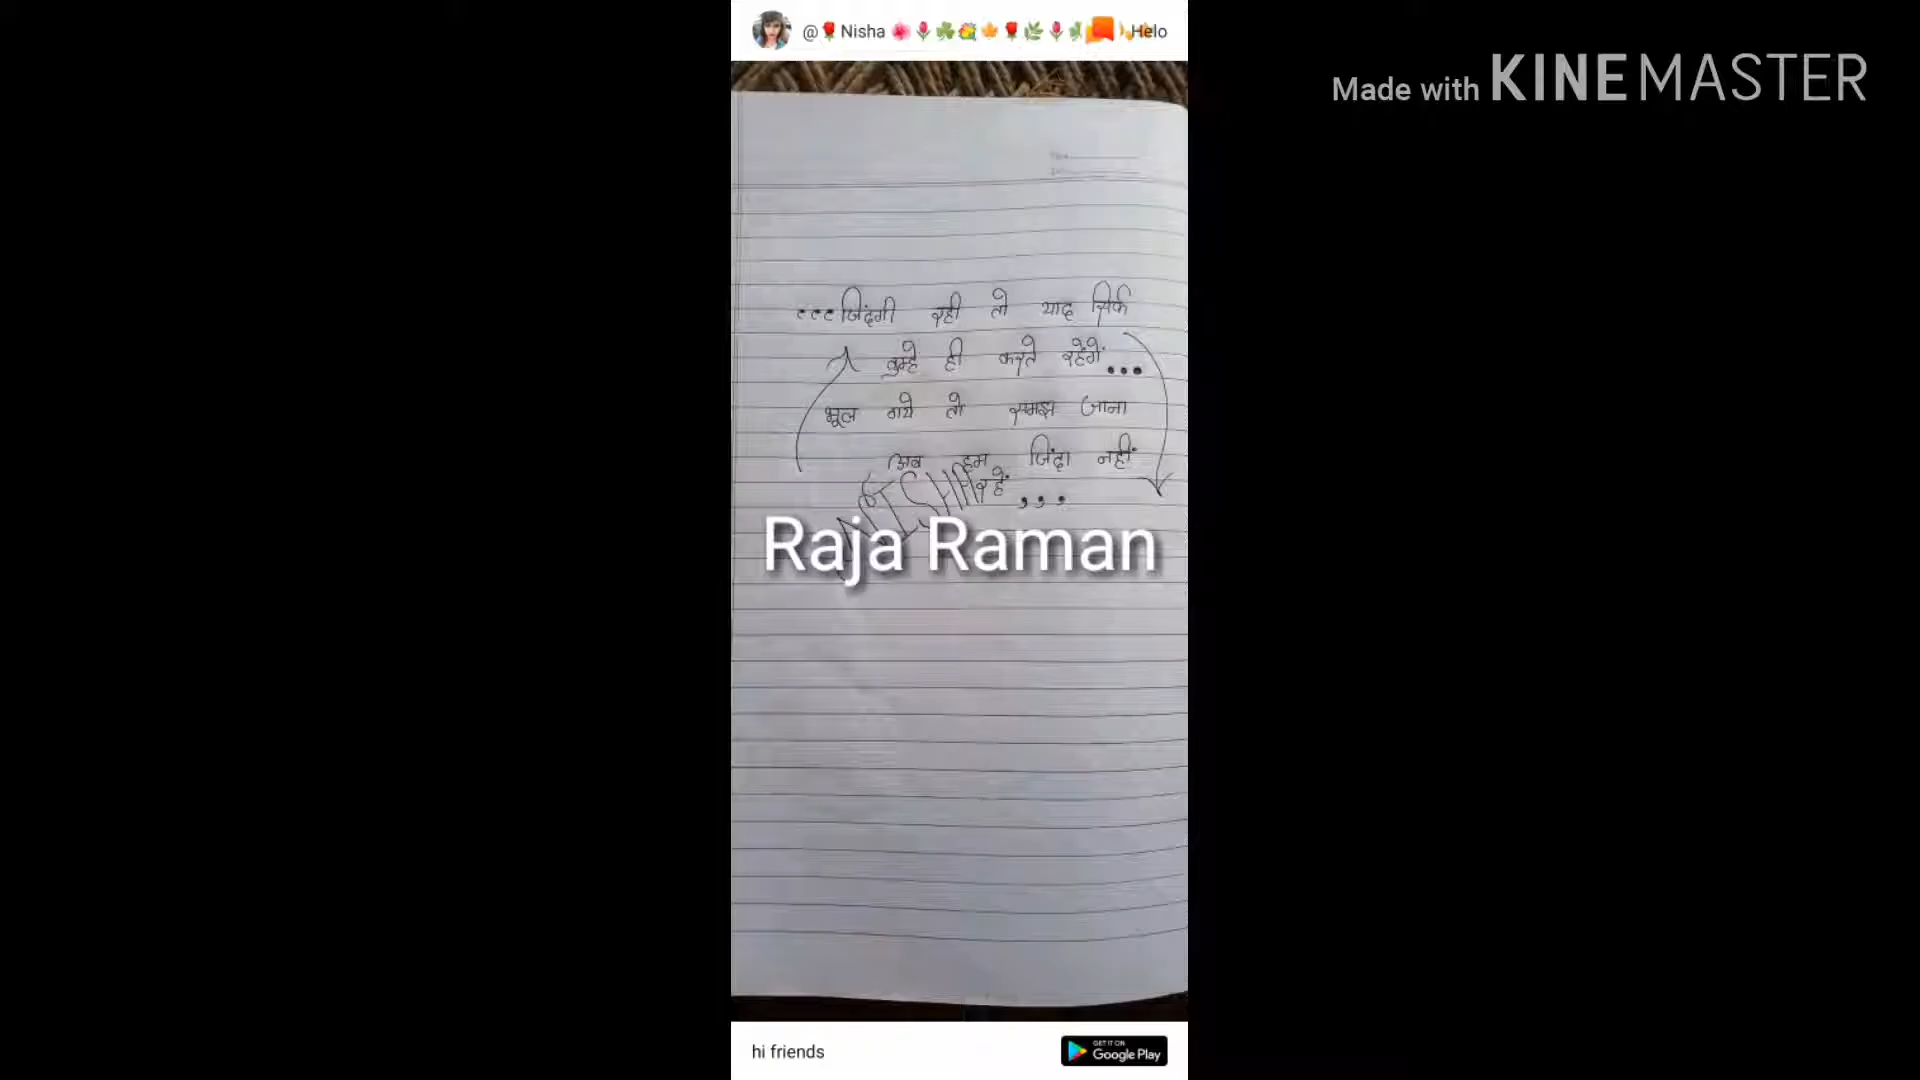 @🌹Nisha 🌺🌷☘️💐🍁🌹🌿🌷 Helo
Made with KINEMASTER
जिंदगी रही तो याद सिर्फ
तुम्हे ही करते रहेंगें...
भूल गये तो समझ जाना
अब हम जिंदा नहीं
रहें ...
NISHA
Raja Raman
hi friends
GET IT ON
Google Play